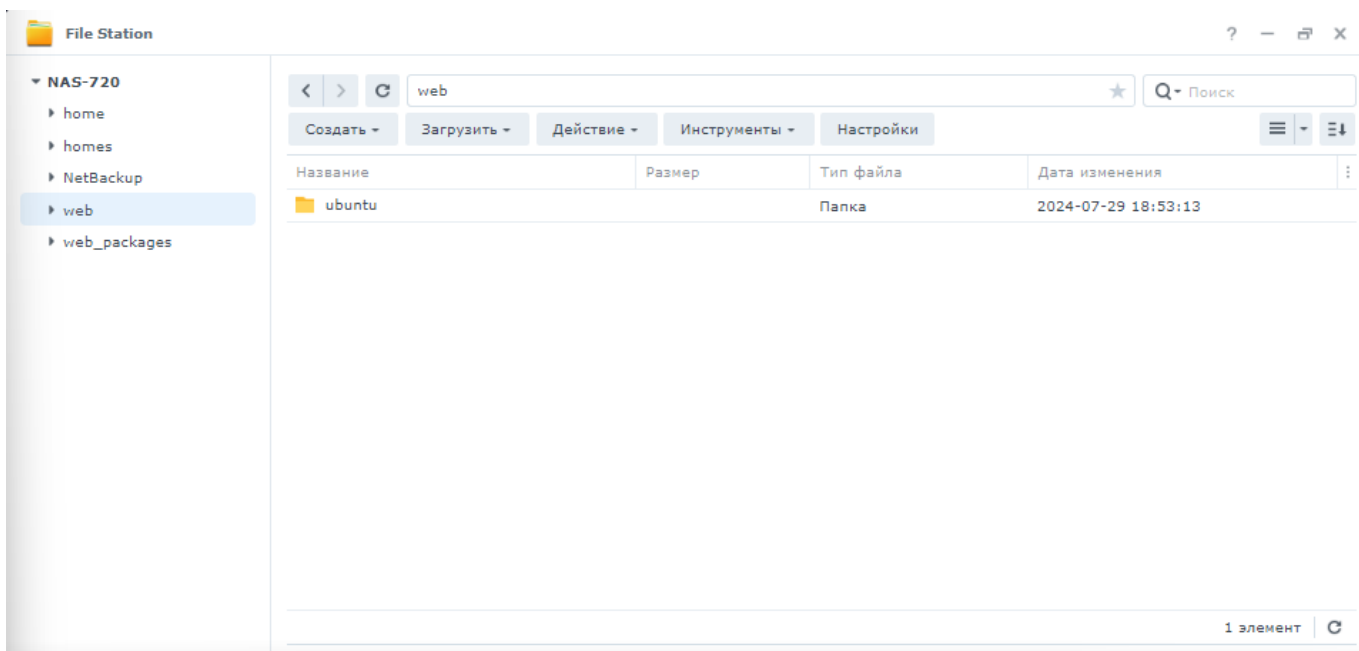 File Station
NAS-720
home
homes
NetBackup
web
web_packages
web
Поиск
Создать
Загрузить
Действие
Инструменты
Настройки
Название Размер Тип файла Дата изменения
ubuntu Папка 2024-07-29 18:53:13
1 элемент